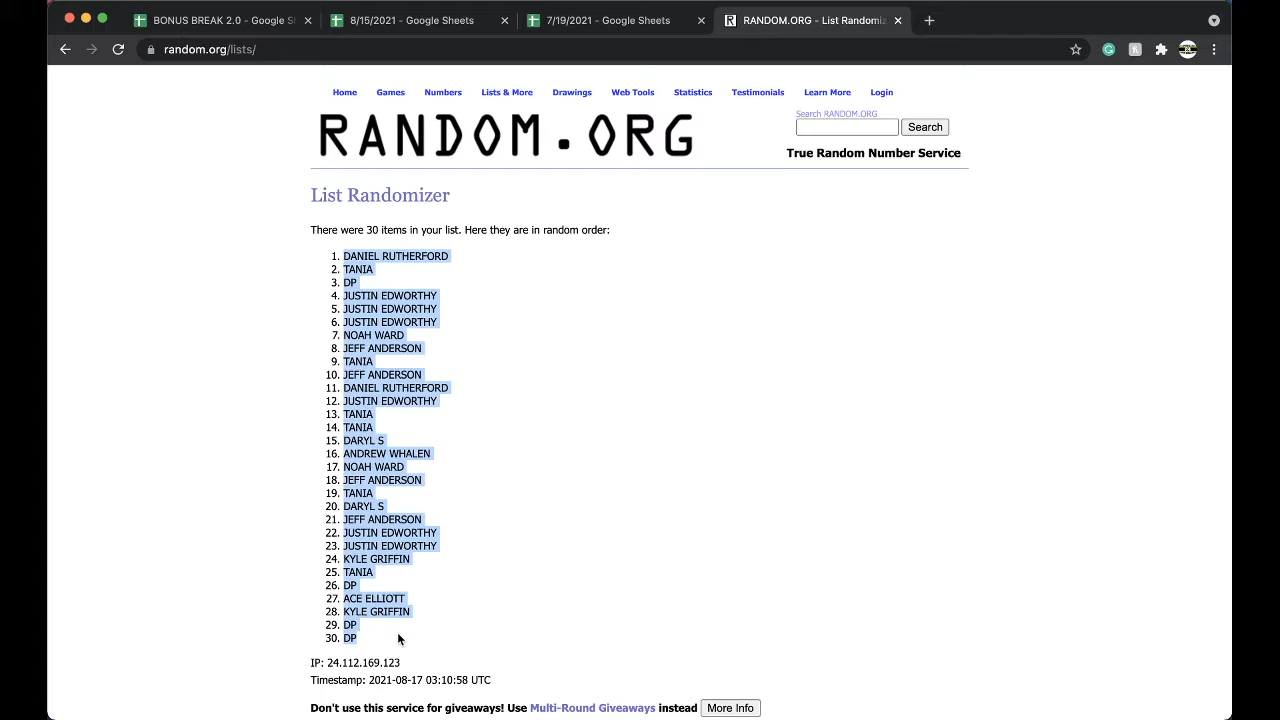 BONUS BREAK 2.0 - Google S
8/15/2021 - Google Sheets
7/19/2021 - Google Sheets
RANDOM.ORG - List Randomiz
random.org/lists/
Home Games Numbers Lists & More Drawings Web Tools Statistics Testimonials Learn More Login
RANDOM.ORG
Search RANDOM.ORG
Search
True Random Number Service
List Randomizer
There were 30 items in your list. Here they are in random order:
1. DANIEL RUTHERFORD
2. TANIA
3. DP
4. JUSTIN EDWORTHY
5. JUSTIN EDWORTHY
6. JUSTIN EDWORTHY
7. NOAH WARD
8. JEFF ANDERSON
9. TANIA
10. JEFF ANDERSON
11. DANIEL RUTHERFORD
12. JUSTIN EDWORTHY
13. TANIA
14. TANIA
15. DARYL S
16. ANDREW WHALEN
17. NOAH WARD
18. JEFF ANDERSON
19. TANIA
20. DARYL S
21. JEFF ANDERSON
22. JUSTIN EDWORTHY
23. JUSTIN EDWORTHY
24. KYLE GRIFFIN
25. TANIA
26. DP
27. ACE ELLIOTT
28. KYLE GRIFFIN
29. DP
30. DP
IP: 24.112.169.123
Timestamp: 2021-08-17 03:10:58 UTC
Don't use this service for giveaways! Use Multi-Round Giveaways instead More Info